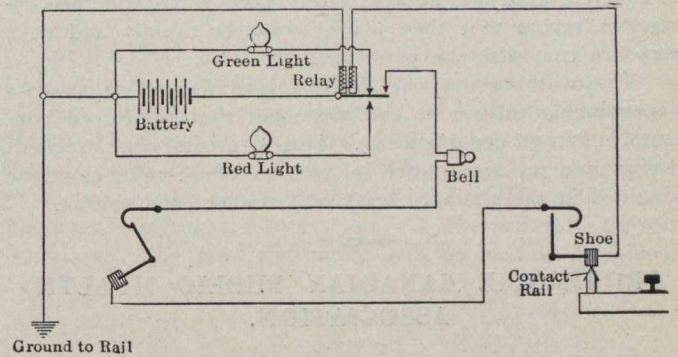 Green Light
Relay
Battery
Red Light
Bell
Shoe
Contact
Rail
Ground to Rail